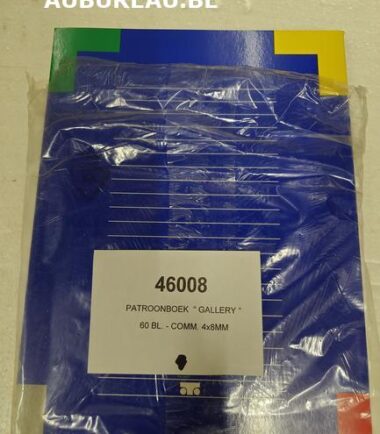 AUBUREAU.BE
46008
PATROONBOEK " GALLERY "
60 BL. - COMM. 4x8MM